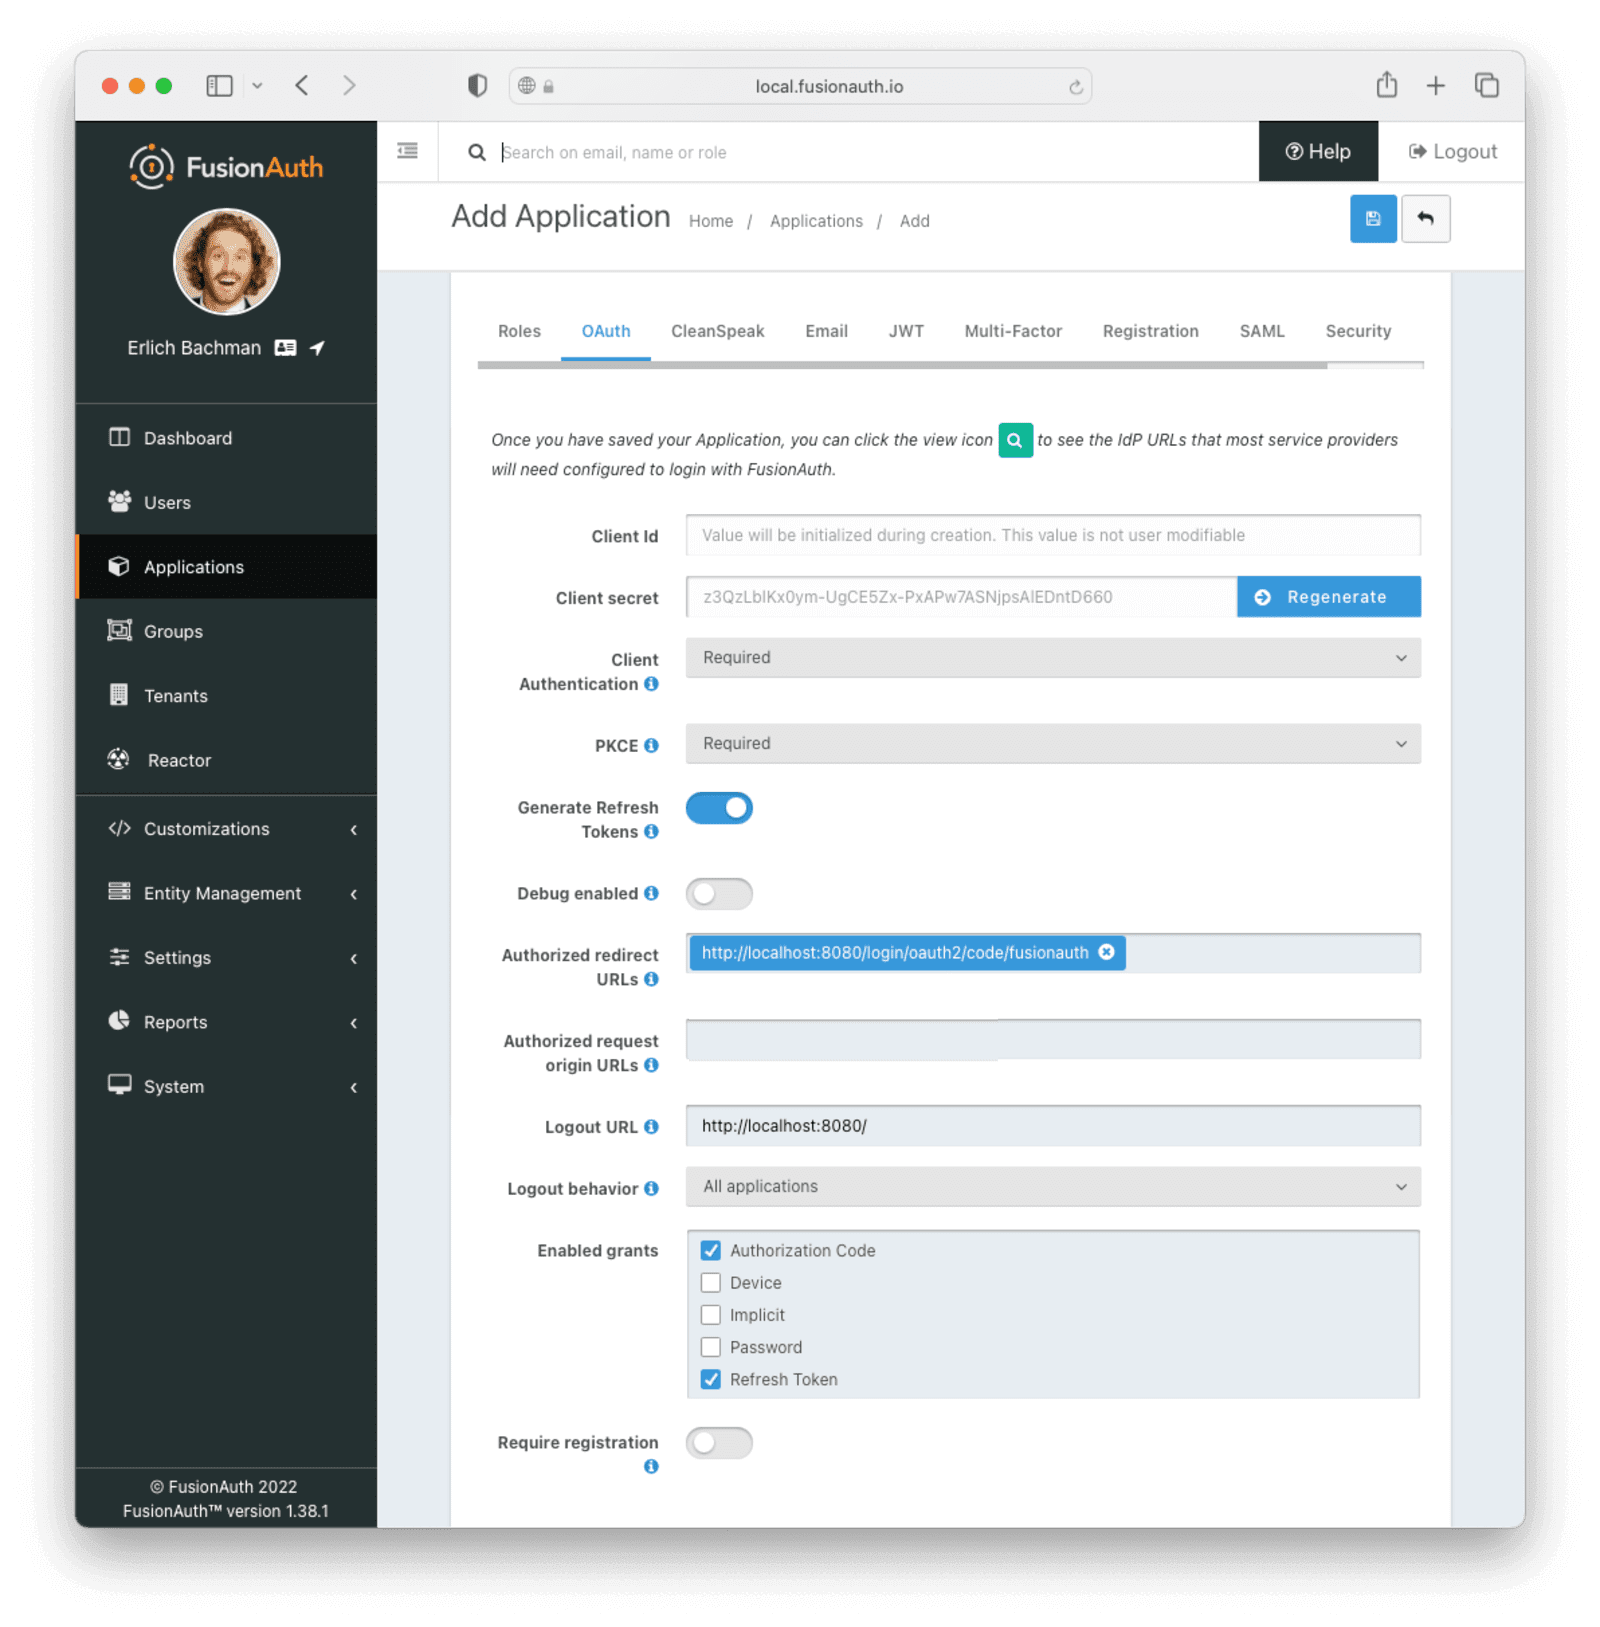 local.fusionauth.io
FusionAuth
Search on email, name or role
Help
Logout
Add Application
Home / Applications / Add
Erlich Bachman
Dashboard
Users
Applications
Groups
Tenants
Reactor
Customizations
Entity Management
Settings
Reports
System
© FusionAuth 2022
FusionAuth™ version 1.38.1
Roles OAuth CleanSpeak Email JWT Multi-Factor Registration SAML Security
Once you have saved your Application, you can click the view icon to see the IdP URLs that most service providers
will need configured to login with FusionAuth.
Client Id
Value will be initialized during creation. This value is not user modifiable
Client secret
z3QzLblKx0ym-UgCE5Zx-PxAPw7ASNjpsAlEDntD660
Regenerate
Client
Authentication
Required
PKCE
Required
Generate Refresh
Tokens
Debug enabled
Authorized redirect
URLs
http://localhost:8080/login/oauth2/code/fusionauth
Authorized request
origin URLs
Logout URL
http://localhost:8080/
Logout behavior
All applications
Enabled grants
Authorization Code
Device
Implicit
Password
Refresh Token
Require registration